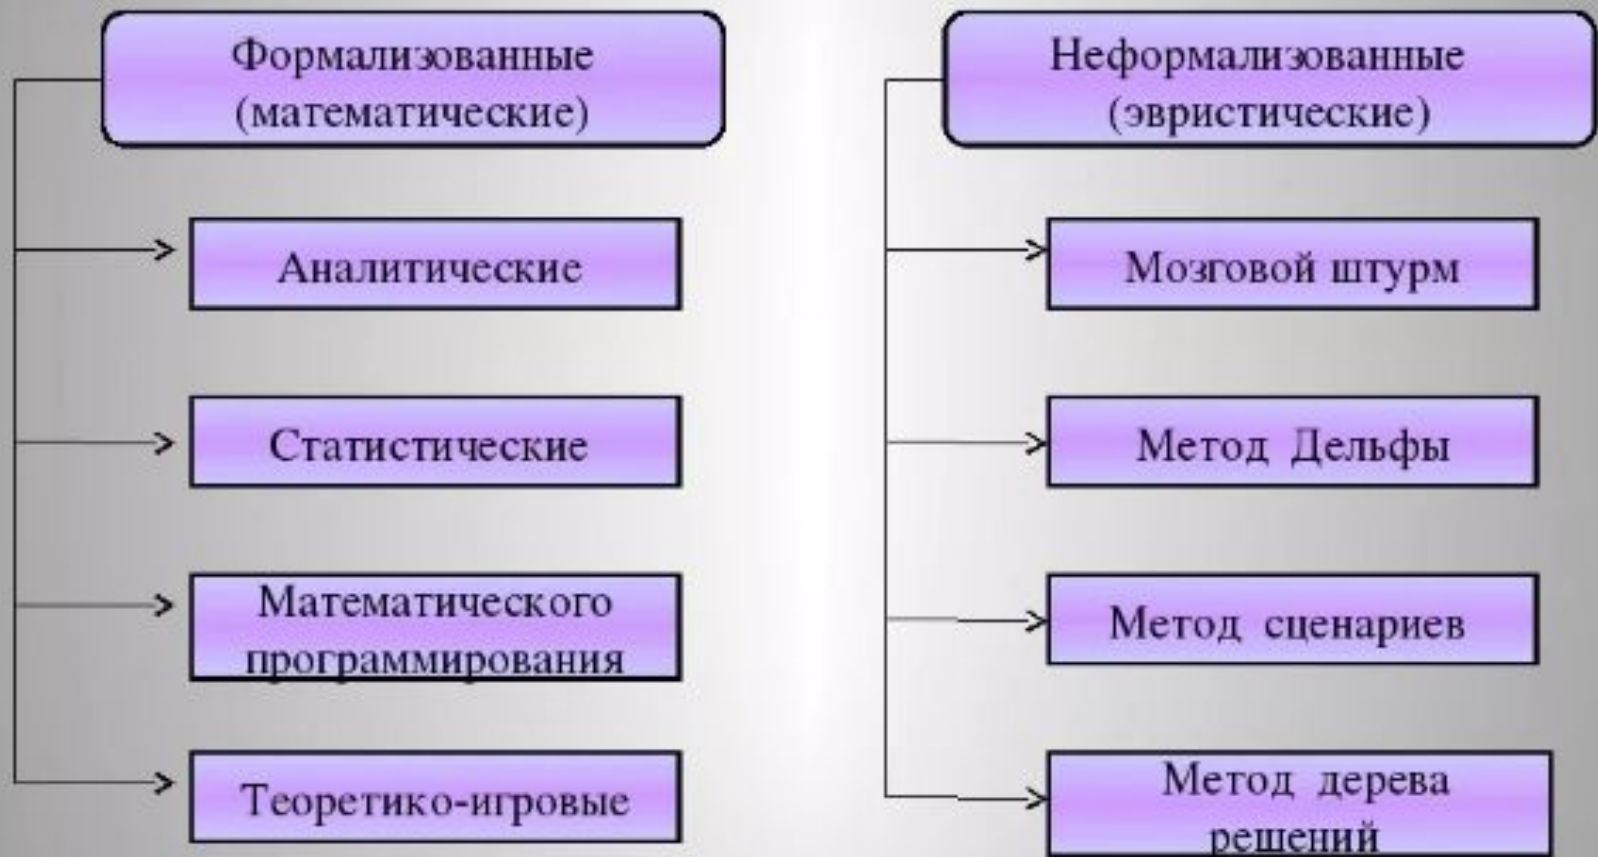 Формализованные
(математические)
Аналитические
Статистические
Математического
программирования
Теоретико-игровые
Неформализованные
(эвристические)
Мозговой штурм
Метод Дельфы
Метод сценариев
Метод дерева
решений